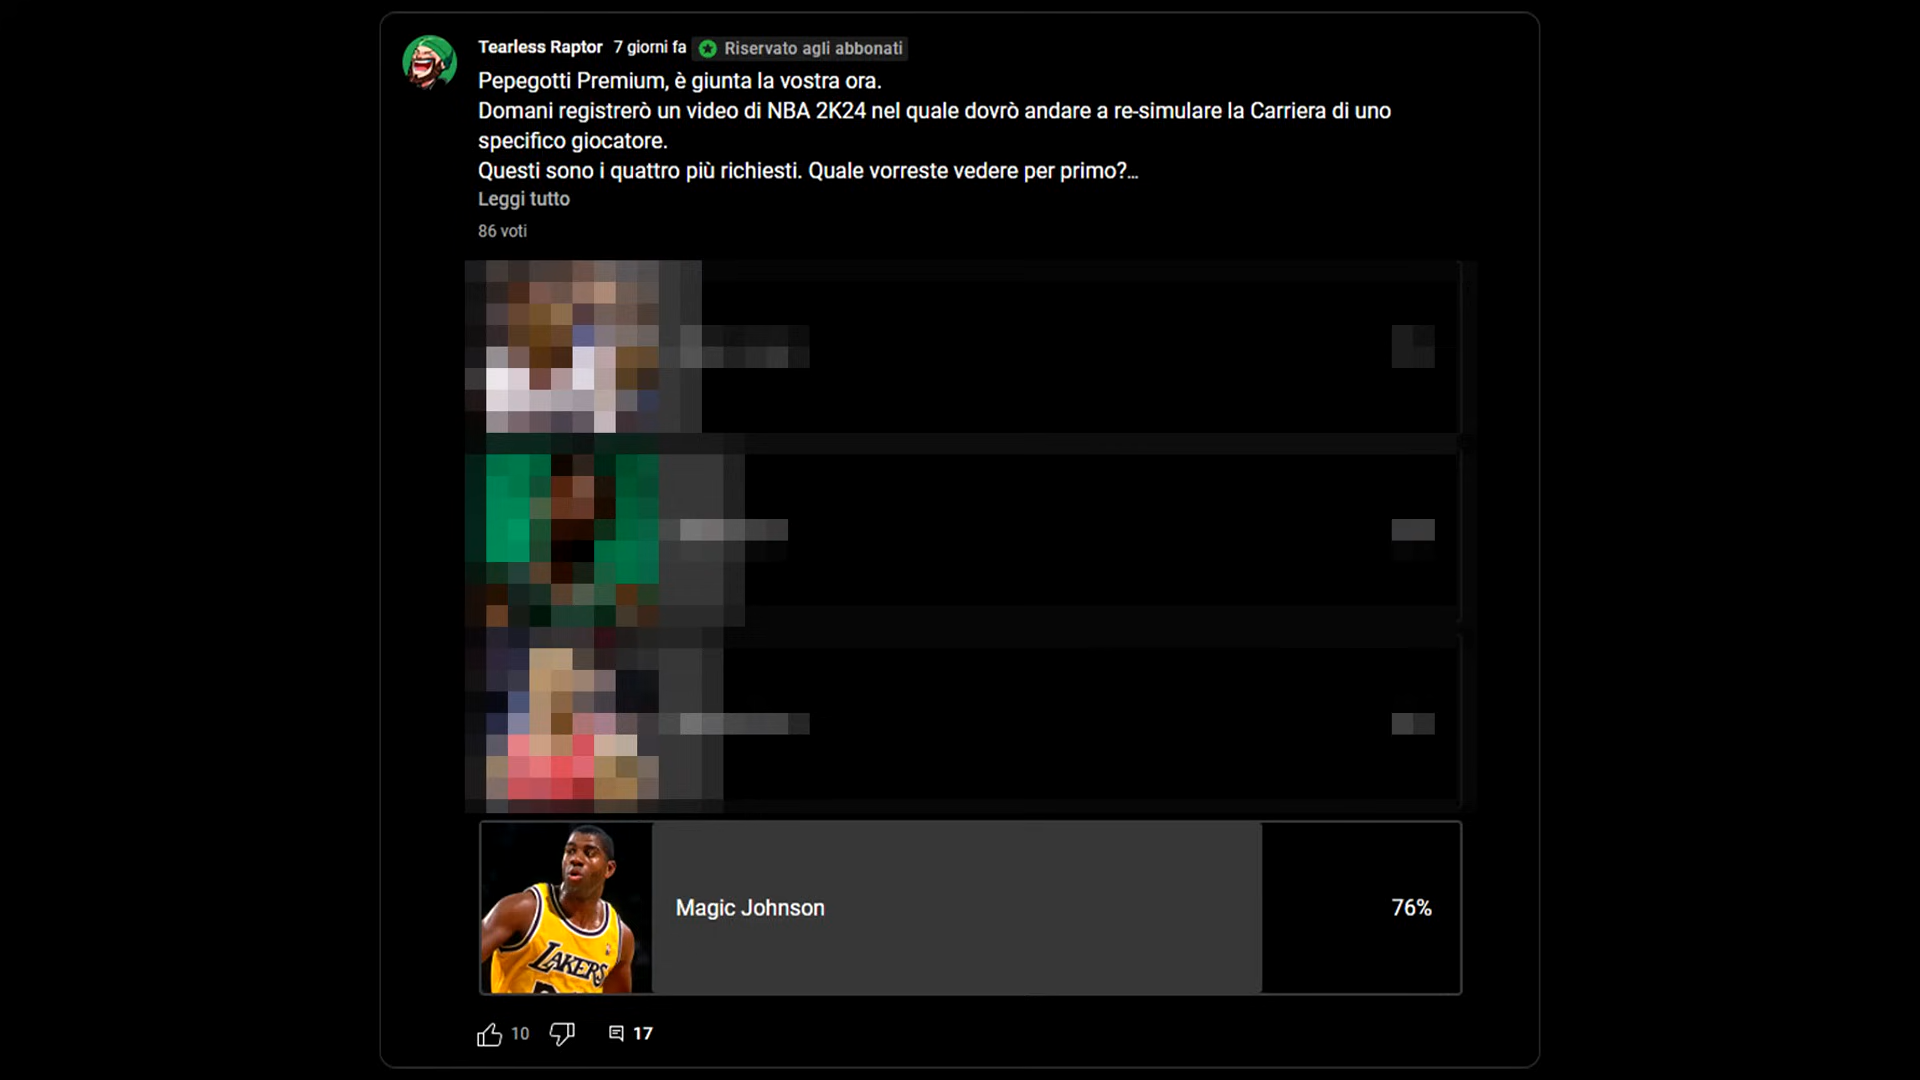 Tearless Raptor 7 giorni fa Riservato agli abbonati
Pepegotti Premium, è giunta la vostra ora.
Domani registrerò un video di NBA 2K24 nel quale dovrò andare a re-simulare la Carriera di uno
specifico giocatore.
Questi sono i quattro più richiesti. Quale vorreste vedere per primo?...
Leggi tutto
86 voti
Magic Johnson 76%
LAKERS
10 17